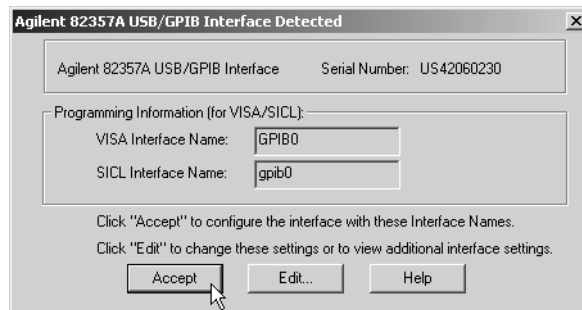 Agilent 82357A USB/GPIB Interface Detected
Agilent 82357A USB/GPIB Interface Serial Number: US42060230
Programming Information (for VISA/SICL):
VISA Interface Name: GPIB0
SICL Interface Name: gpib0
Click "Accept" to configure the interface with these Interface Names.
Click "Edit" to change these settings or to view additional interface settings.
Accept Edit... Help